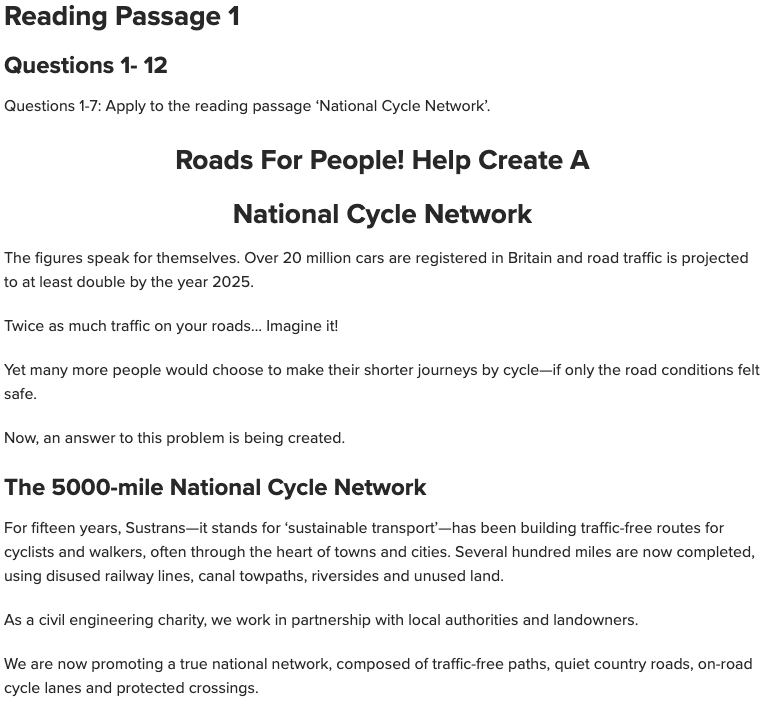 Reading Passage 1
Questions 1- 12
Questions 1-7: Apply to the reading passage ‘National Cycle Network’.
Roads For People! Help Create A
National Cycle Network
The figures speak for themselves. Over 20 million cars are registered in Britain and road traffic is projected
to at least double by the year 2025.
Twice as much traffic on your roads… Imagine it!
Yet many more people would choose to make their shorter journeys by cycle—if only the road conditions felt
safe.
Now, an answer to this problem is being created.
The 5000-mile National Cycle Network
For fifteen years, Sustrans—it stands for ‘sustainable transport’—has been building traffic-free routes for
cyclists and walkers, often through the heart of towns and cities. Several hundred miles are now completed,
using disused railway lines, canal towpaths, riversides and unused land.
As a civil engineering charity, we work in partnership with local authorities and landowners.
We are now promoting a true national network, composed of traffic-free paths, quiet country roads, on-road
cycle lanes and protected crossings.